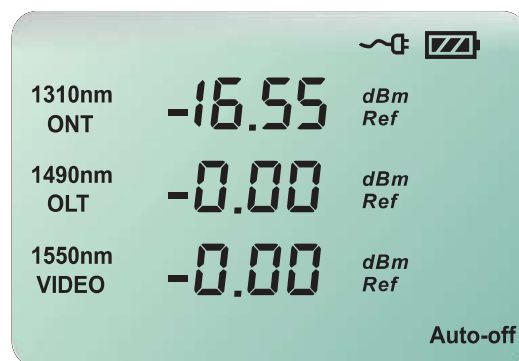 1310nm -16.55 dBm
ONT Ref
1490nm -0.00 dBm
OLT Ref
1550nm -0.00 dBm
VIDEO Ref
Auto-off